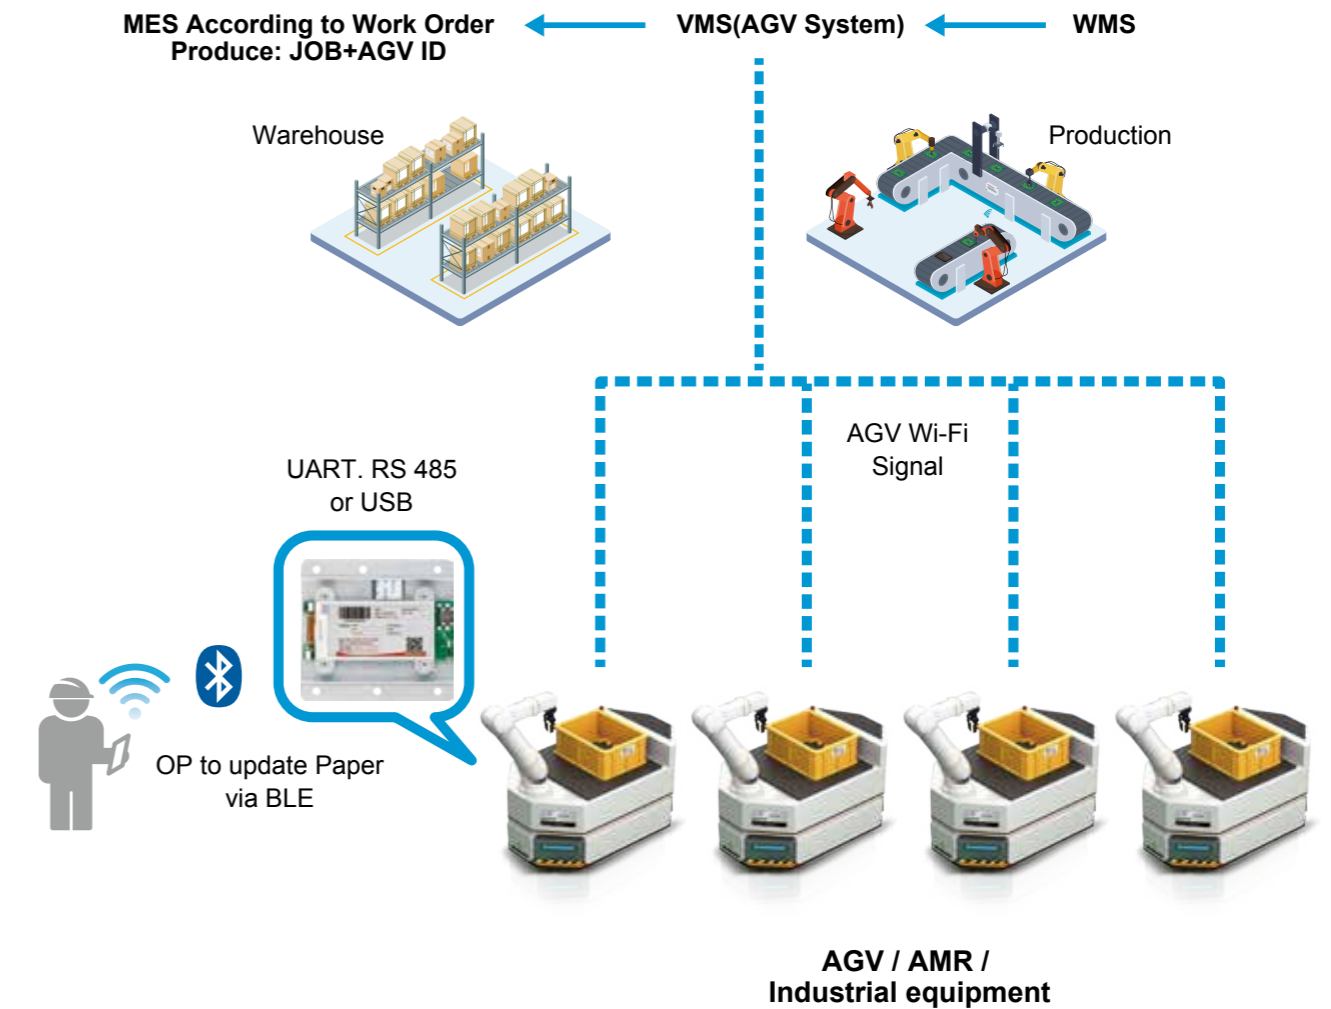 MES According to Work Order
Produce: JOB+AGV ID
VMS(AGV System)
WMS
Warehouse
Production
AGV Wi-Fi
Signal
UART. RS 485
or USB
OP to update Paper
via BLE
AGV / AMR /
Industrial equipment